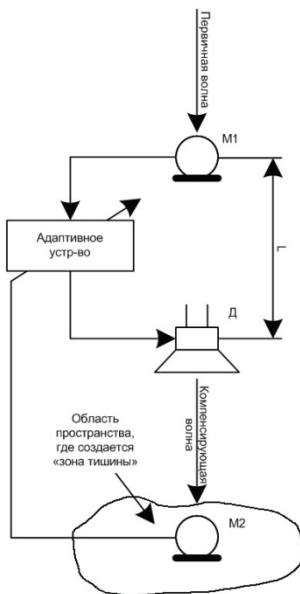 Первичная волна
М1
Адаптивное
устр-во
L
Д
Компенсирующая
волна
Область
пространства,
где создается
«зона тишины»
М2